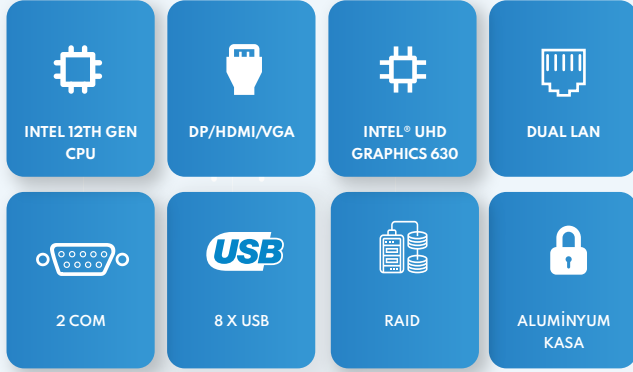 INTEL 12TH GEN
CPU
DP/HDMI/VGA
INTEL® UHD
GRAPHICS 630
DUAL LAN
2 COM
USB
8 X USB
RAID
ALUMİNYUM
KASA